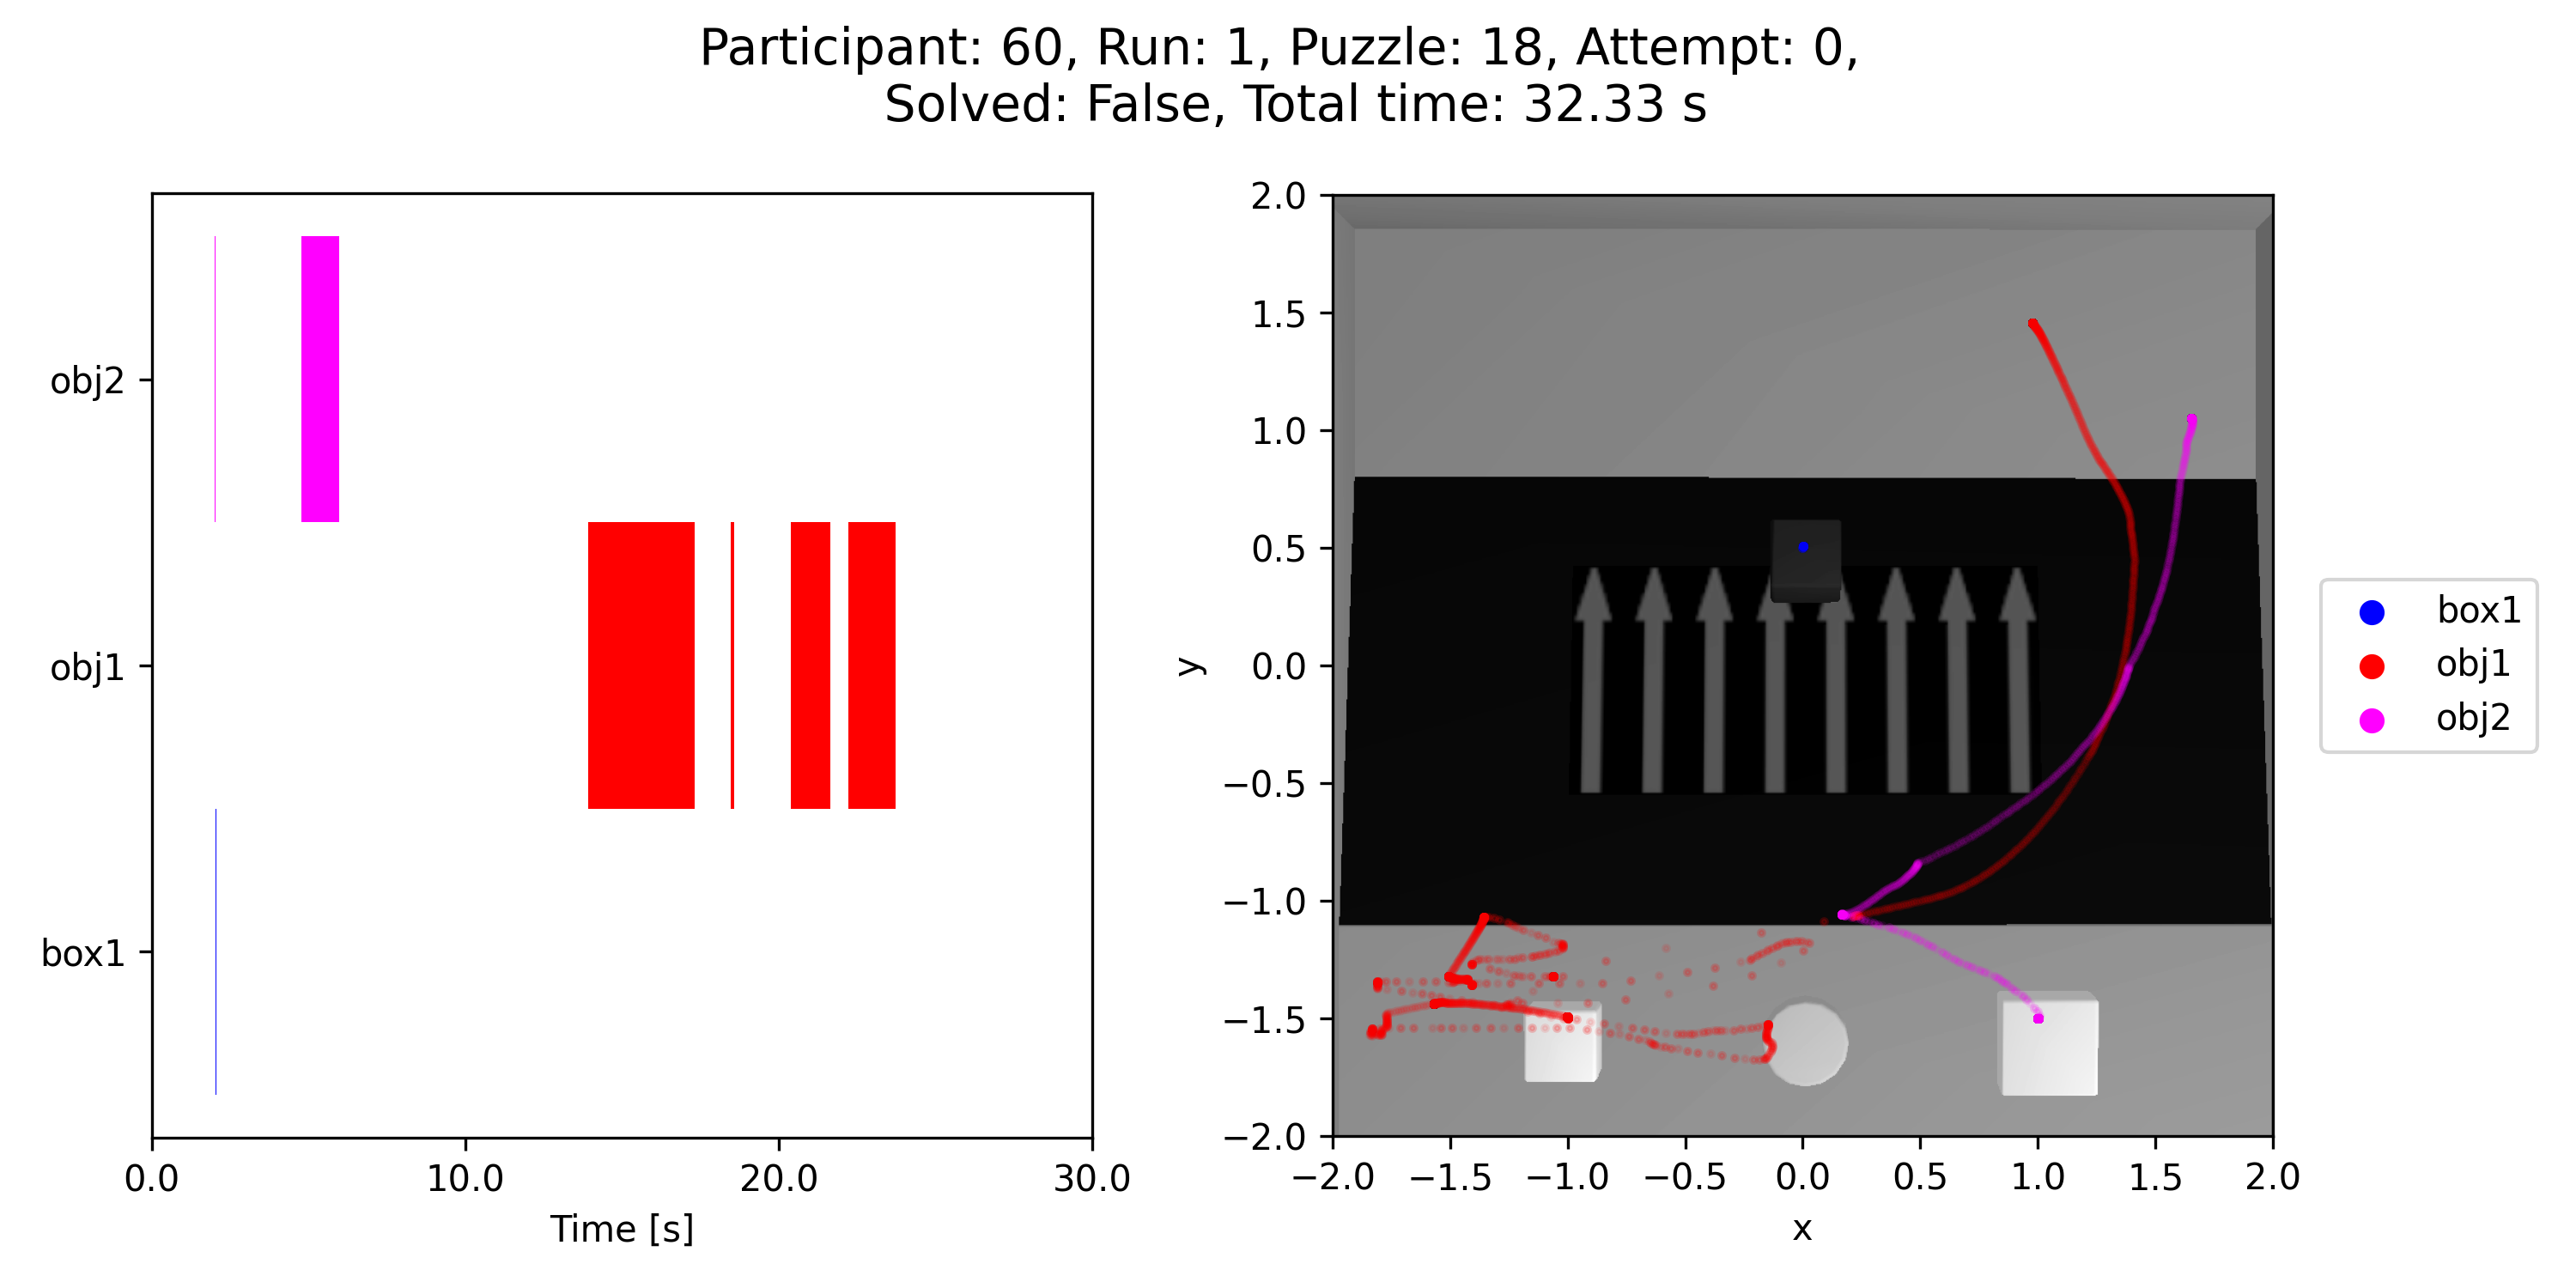 Participant: 60, Run: 1, Puzzle: 18, Attempt: 0,
Solved: False, Total time: 32.33 s
obj2
obj1
box1
0.0 10.0 20.0 30.0
Time [s]
2.0
1.5
1.0
0.5
0.0
−0.5
−1.0
−1.5
−2.0
y
−2.0 −1.5 −1.0 −0.5 0.0 0.5 1.0 1.5 2.0
x
box1
obj1
obj2